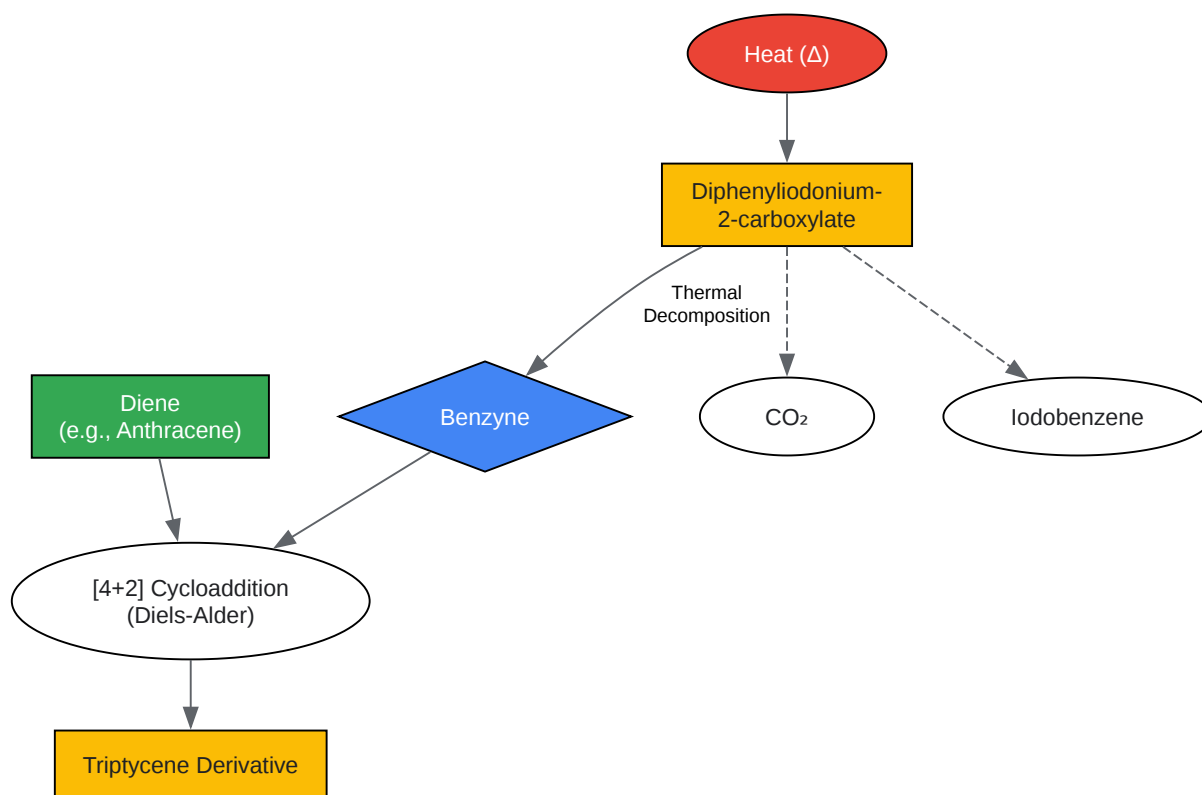 Heat (Δ)
Diphenyliodonium-
2-carboxylate
Thermal
Decomposition
Diene
(e.g., Anthracene)
Benzyne
CO₂
Iodobenzene
[4+2] Cycloaddition
(Diels-Alder)
Triptycene Derivative